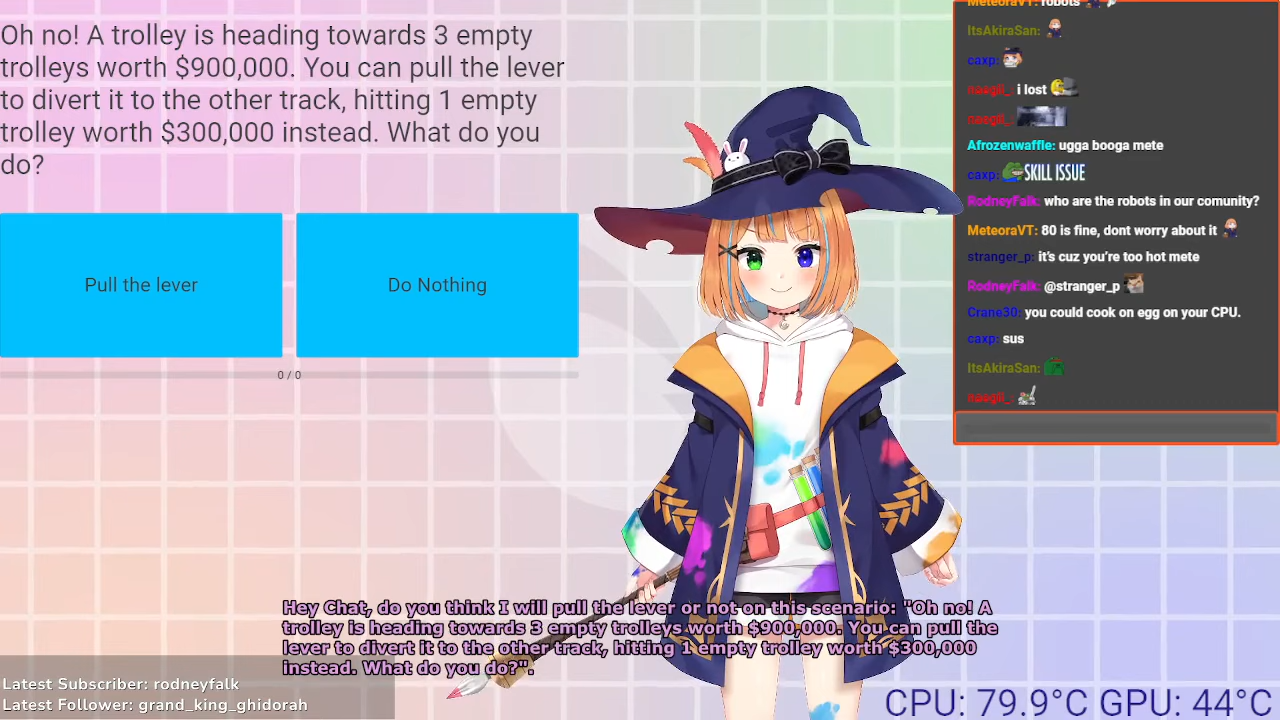 Oh no! A trolley is heading towards 3 empty
trolleys worth $900,000. You can pull the lever
to divert it to the other track, hitting 1 empty
trolley worth $300,000 instead. What do you
do?
Pull the lever
Do Nothing
0 / 0
MeteoraVT: robots
ItsAkiraSan:
caxp:
i lost
Afrozenwaffle: ugga booga mete
caxp: SKILL ISSUE
RodneyFalk: who are the robots in our comunity?
MeteoraVT: 80 is fine, dont worry about it
stranger_p: it's cuz you're too hot mete
RodneyFalk: @stranger_p
Crane30: you could cook on egg on your CPU.
caxp: sus
ItsAkiraSan:
Hey Chat, do you think I will pull the lever or not on this scenario: "Oh no! A
trolley is heading towards 3 empty trolleys worth $900,000. You can pull the
lever to divert it to the other track, hitting 1 empty trolley worth $300,000
instead. What do you do?".
Latest Subscriber: rodneyfalk
Latest Follower: grand_king_ghidorah
CPU: 79.9°C GPU: 44°C